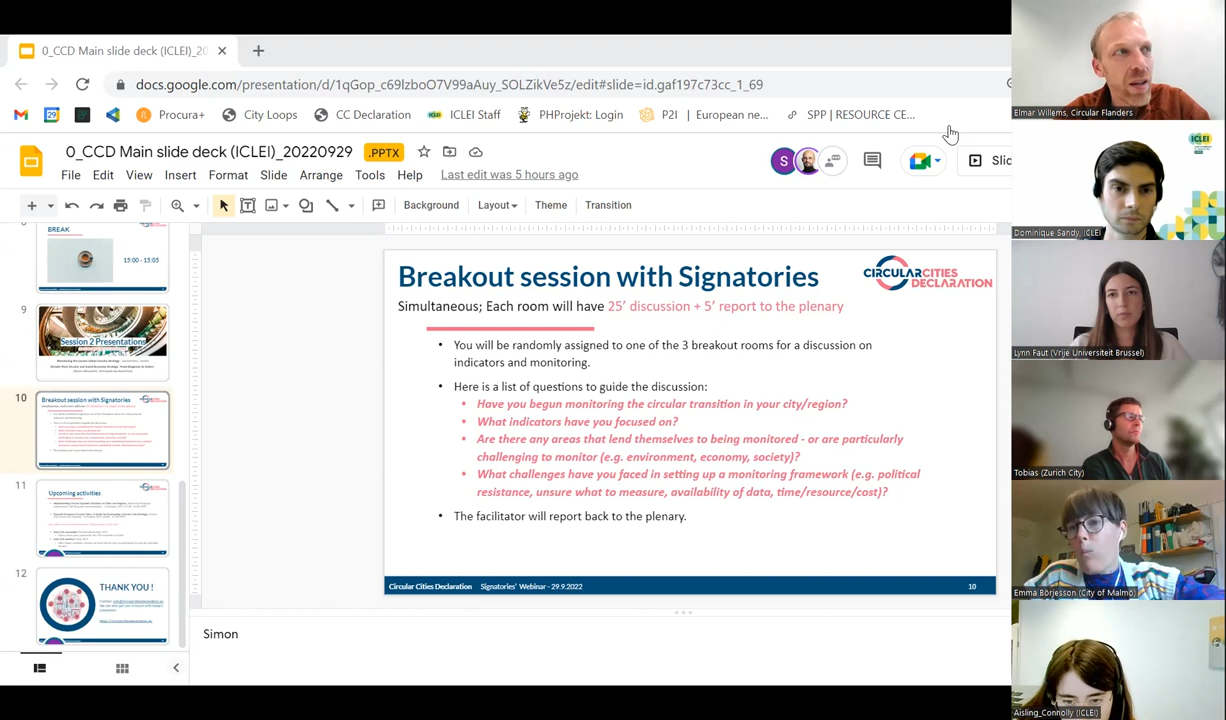 0_CCD Main slide deck (ICLEI)_20
docs.google.com/presentation/d/1qGop_c69IzboO7V99aAuy_SOLZikVe5z/edit#slide=id.gaf197c73cc_1_69
Procura+
City Loops
CC Declaration
ICLEI Staff
PHProjekt: Login
P2I | European ne...
SPP | RESOURCE CE...
0_CCD Main slide deck (ICLEI)_20220929
.PPTX
File Edit View Insert Format Slide Arrange Tools Help Last edit was 5 hours ago
S
Slic
Background Layout Theme Transition
BREAK
15:00 - 15:05
9
Session 2 Presentations
10
Breakout session with Signatories
11
Upcoming activities
12
THANK YOU !
Breakout session with Signatories
CIRCULARCITIES
DECLARATION
Simultaneous; Each room will have 25' discussion + 5' report to the plenary
• You will be randomly assigned to one of the 3 breakout rooms for a discussion on
indicators and monitoring.
• Here is a list of questions to guide the discussion:
• Have you begun monitoring the circular transition in your city/region?
• What indicators have you focused on?
• Are there any areas that lend themselves to being monitored - or are particularly
challenging to monitor (e.g. environment, economy, society)?
• What challenges have you faced in setting up a monitoring framework (e.g. political
resistance, unsure what to measure, availability of data, time/resource/cost)?
• The facilitator will report back to the plenary.
Circular Cities Declaration Signatories' Webinar - 29.9.2022 10
Simon
Elmar Willems, Circular Flanders
ICLEI
Dominique Sandy, ICLEI
Lynn Faut (Vrije Universiteit Brussel)
Tobias (Zurich City)
Emma Börjesson (City of Malmö)
Aisling_Connolly (ICLEI)